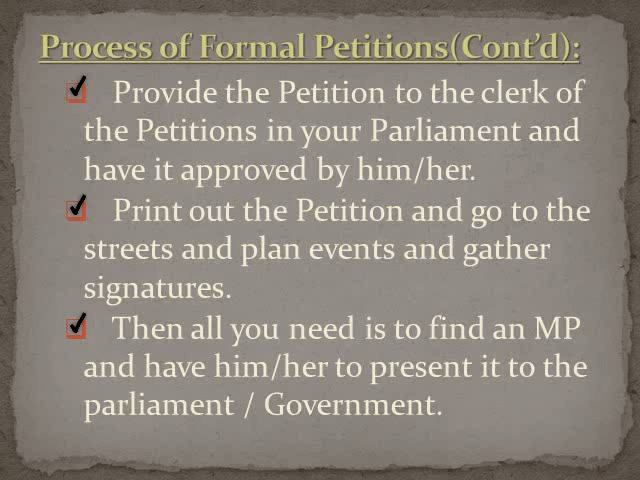 Process of Formal Petitions(Cont’d):
Provide the Petition to the clerk of
the Petitions in your Parliament and
have it approved by him/her.
Print out the Petition and go to the
streets and plan events and gather
signatures.
Then all you need is to find an MP
and have him/her to present it to the
parliament / Government.